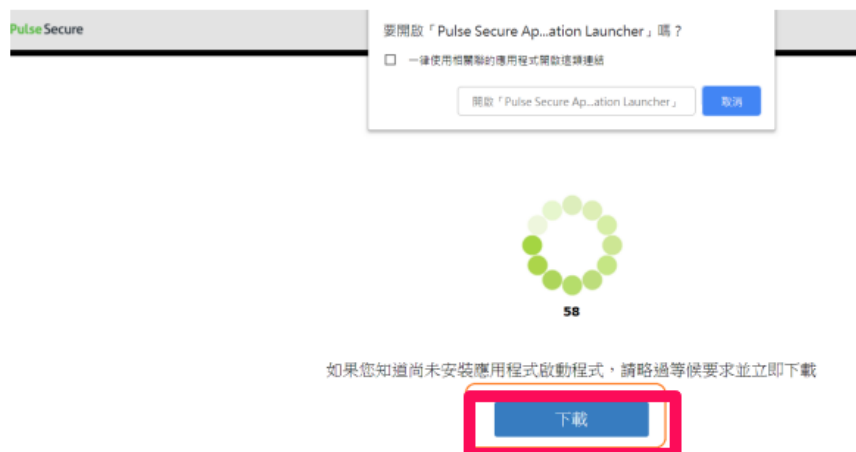 Pulse Secure
要開啟「Pulse Secure Ap...ation Launcher」嗎？
一律使用相關聯的應用程式開啟這類連結
開啟「Pulse Secure Ap...ation Launcher」
取消
58
如果您知道尚未安裝應用程式啟動程式，請略過等候要求並立即下載
下載